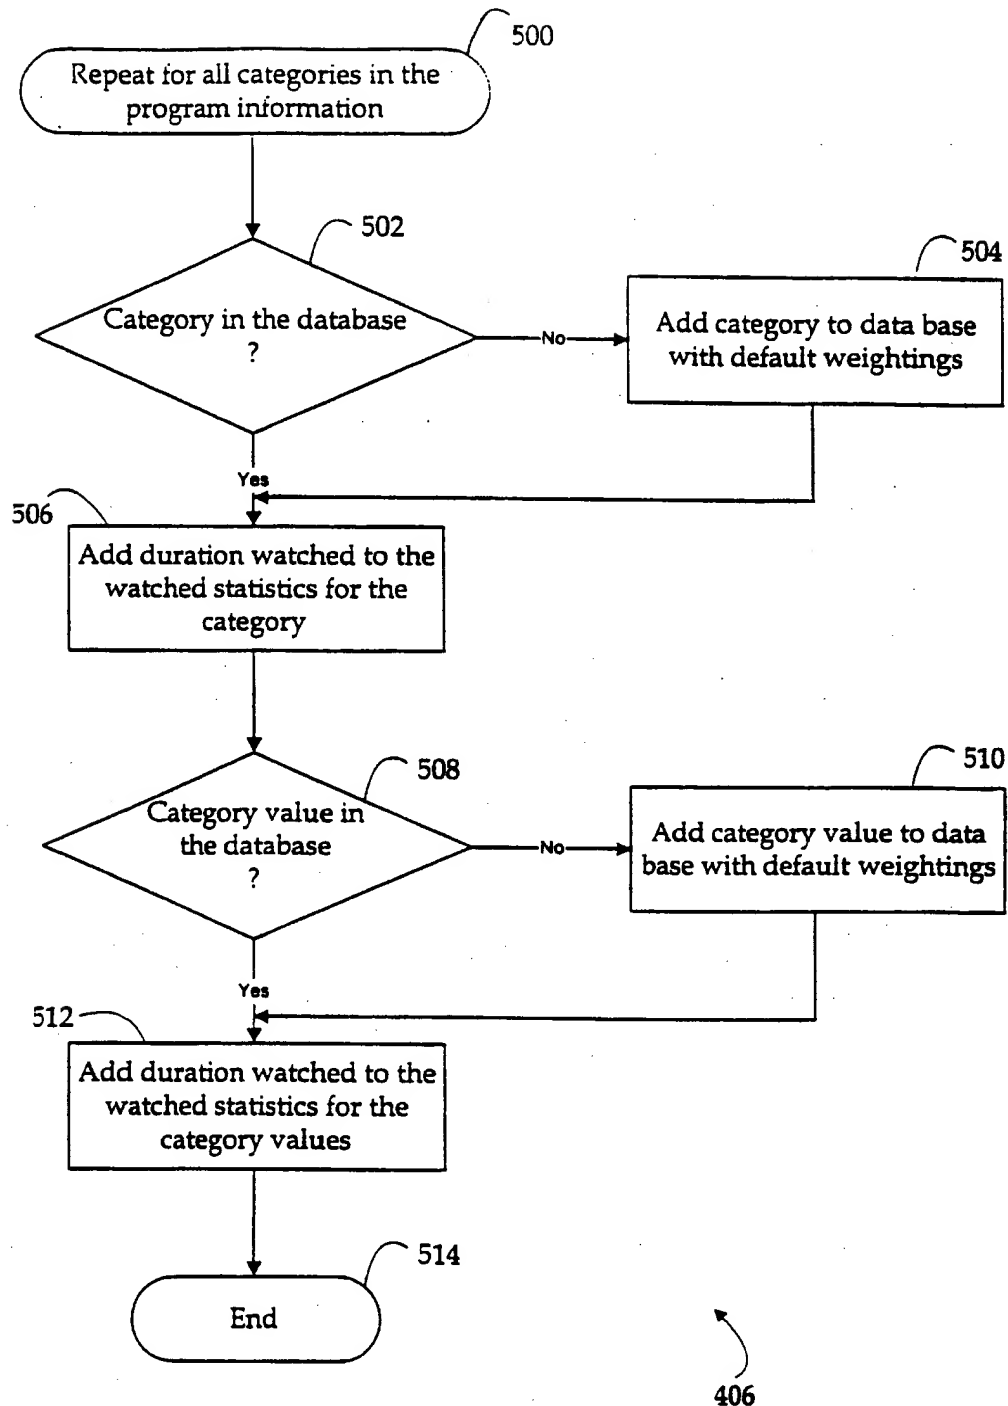 500
Repeat for all categories in the
program information
502
Category in the database
?
No
504
Add category to data base
with default weightings
Yes
506
Add duration watched to the
watched statistics for the
category
508
Category value in
the database
?
No
510
Add category value to data
base with default weightings
Yes
512
Add duration watched to the
watched statistics for the
category values
514
End
406